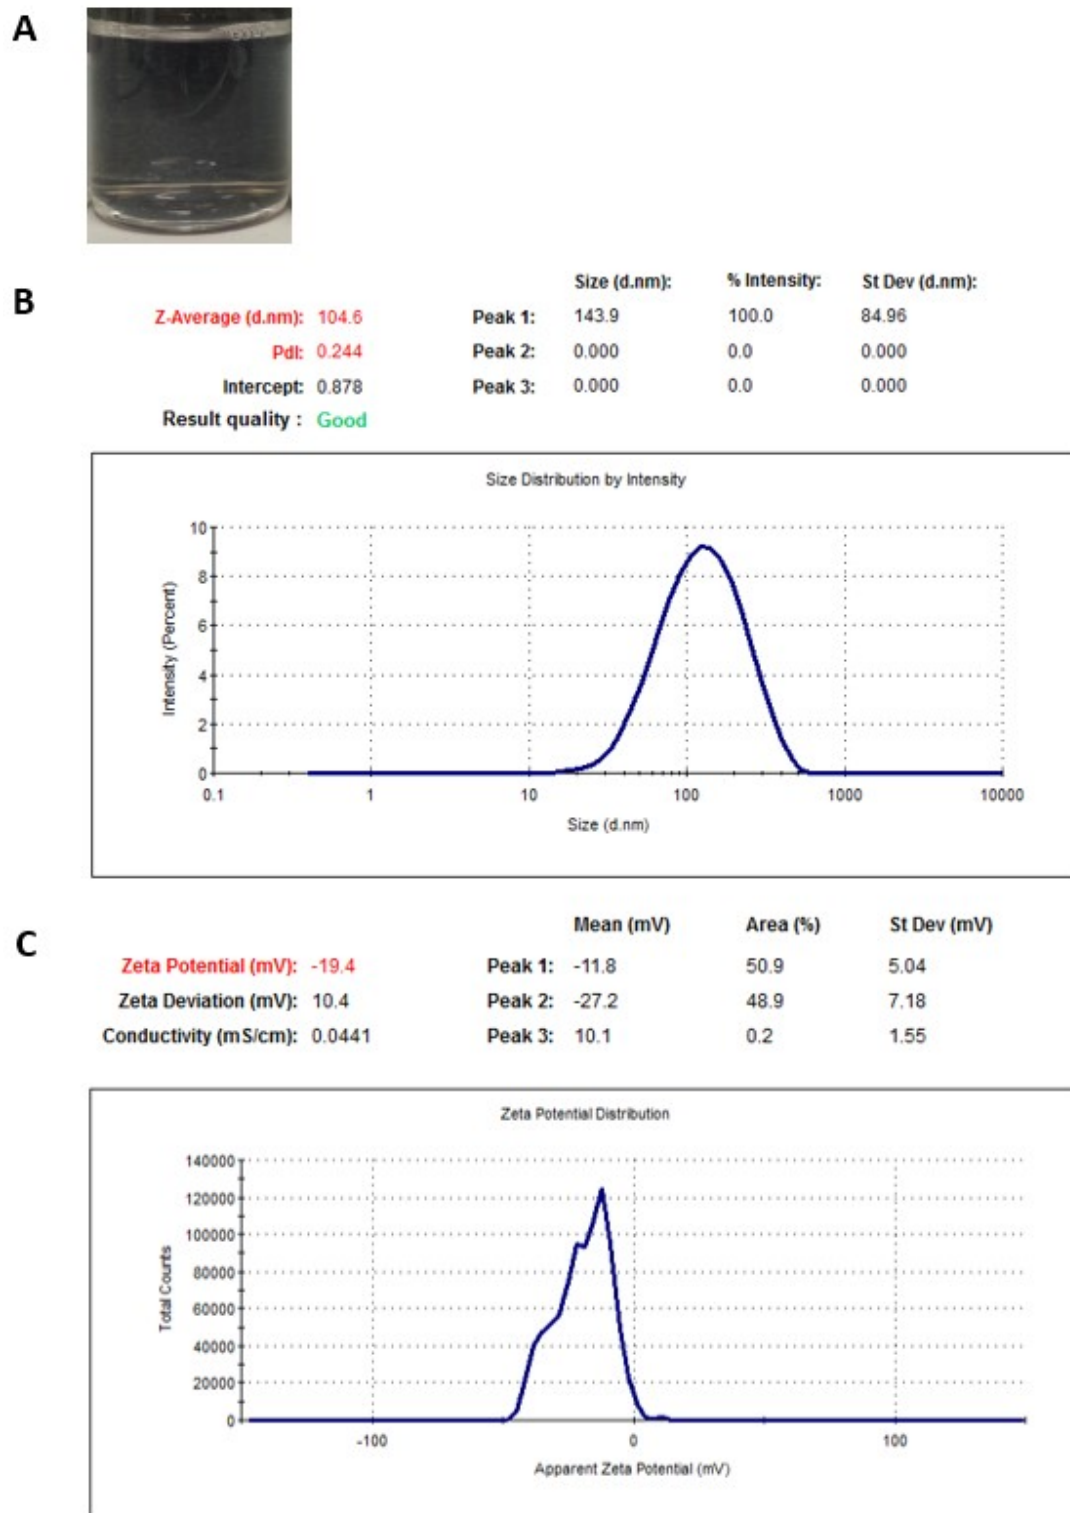 A
B
Size (d.nm): % Intensity: St Dev (d.nm):
Z-Average (d.nm): 104.6 Peak 1: 143.9 100.0 84.96
PdI: 0.244 Peak 2: 0.000 0.0 0.000
Intercept: 0.878 Peak 3: 0.000 0.0 0.000
Result quality : Good
Size Distribution by Intensity
10
8
6
4
2
0
Intensity (Percent)
0.1 1 10 100 1000 10000
Size (d.nm)
C
Mean (mV) Area (%) St Dev (mV)
Zeta Potential (mV): -19.4 Peak 1: -11.8 50.9 5.04
Zeta Deviation (mV): 10.4 Peak 2: -27.2 48.9 7.18
Conductivity (mS/cm): 0.0441 Peak 3: 10.1 0.2 1.55
Zeta Potential Distribution
140000
120000
100000
80000
60000
40000
20000
0
Total Counts
-100 0 100
Apparent Zeta Potential (mV)